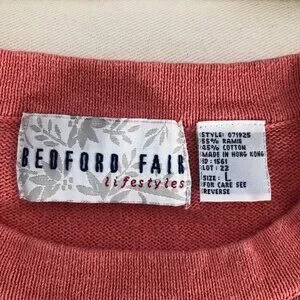 BEDFORD FAIR
lifestyles
STYLE: 071925
55% RAMIE
45% COTTON
MADE IN HONG KONG
ID: 1561
LOT: 22
SIZE: L
FOR CARE SEE
REVERSE